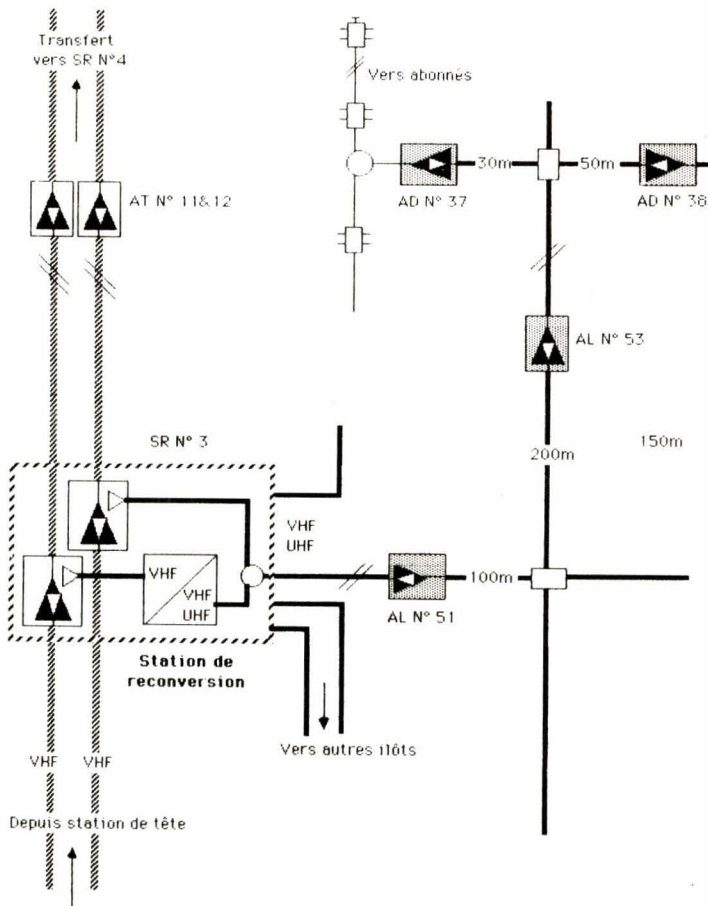 Transfert
vers SR N°4
Vers abonnés
30m
50m
AD N° 37
AD N° 38
AT N° 11&12
AL N° 53
SR N° 3
200m
150m
VHF
UHF
VHF
VHF
UHF
100m
AL N° 51
Station de
reconversion
Vers autres ilôts
VHF
VHF
Depuis station de tête